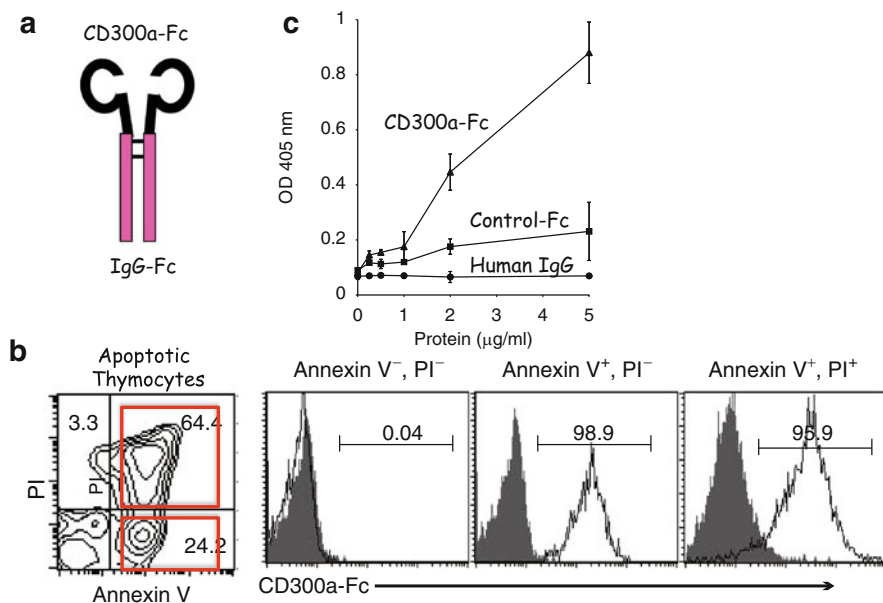 a
CD300a-Fc
IgG-Fc
c
1
0.8
0.6
0.4
0.2
0
OD 405 nm
CD300a-Fc
Control-Fc
Human IgG
0 1 2 3 4 5
Protein (μg/ml)
b
Apoptotic
Thymocytes
3.3 64.4
PI
PI
24.2
Annexin V
Annexin V⁻, PI⁻
0.04
Annexin V⁺, PI⁻
98.9
Annexin V⁺, PI⁺
95.9
CD300a-Fc